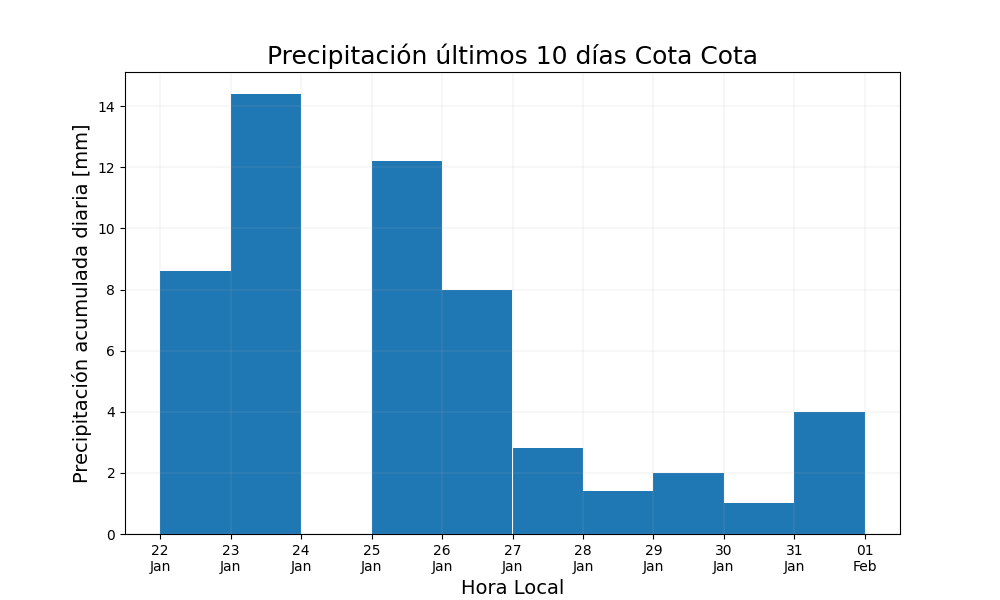 Precipitación últimos 10 días Cota Cota
Precipitación acumulada diaria [mm]
14
12
10
8
6
4
2
0
22 23 24 25 26 27 28 29 30 31 01
Jan Jan Jan Jan Jan Jan Jan Jan Jan Jan Feb
Hora Local